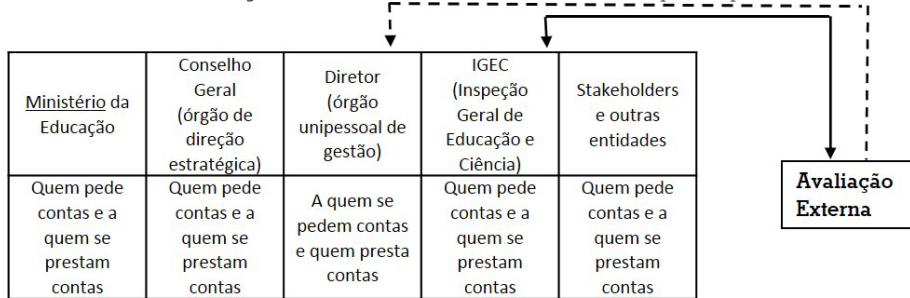 Ministério da
Educação
Conselho
Geral
(órgão de
direção
estratégica)
Diretor
(órgão
unipessoal de
gestão)
IGEC
(Inspeção
Geral de
Educação e
Ciência)
Stakeholders
e outras
entidades
Quem pede
contas e a
quem se
prestam
contas
Quem pede
contas e a
quem se
prestam
contas
A quem se
pedem contas
e quem presta
contas
Quem pede
contas e a
quem se
prestam
contas
Quem pede
contas e a
quem se
prestam
contas
Avaliação
Externa